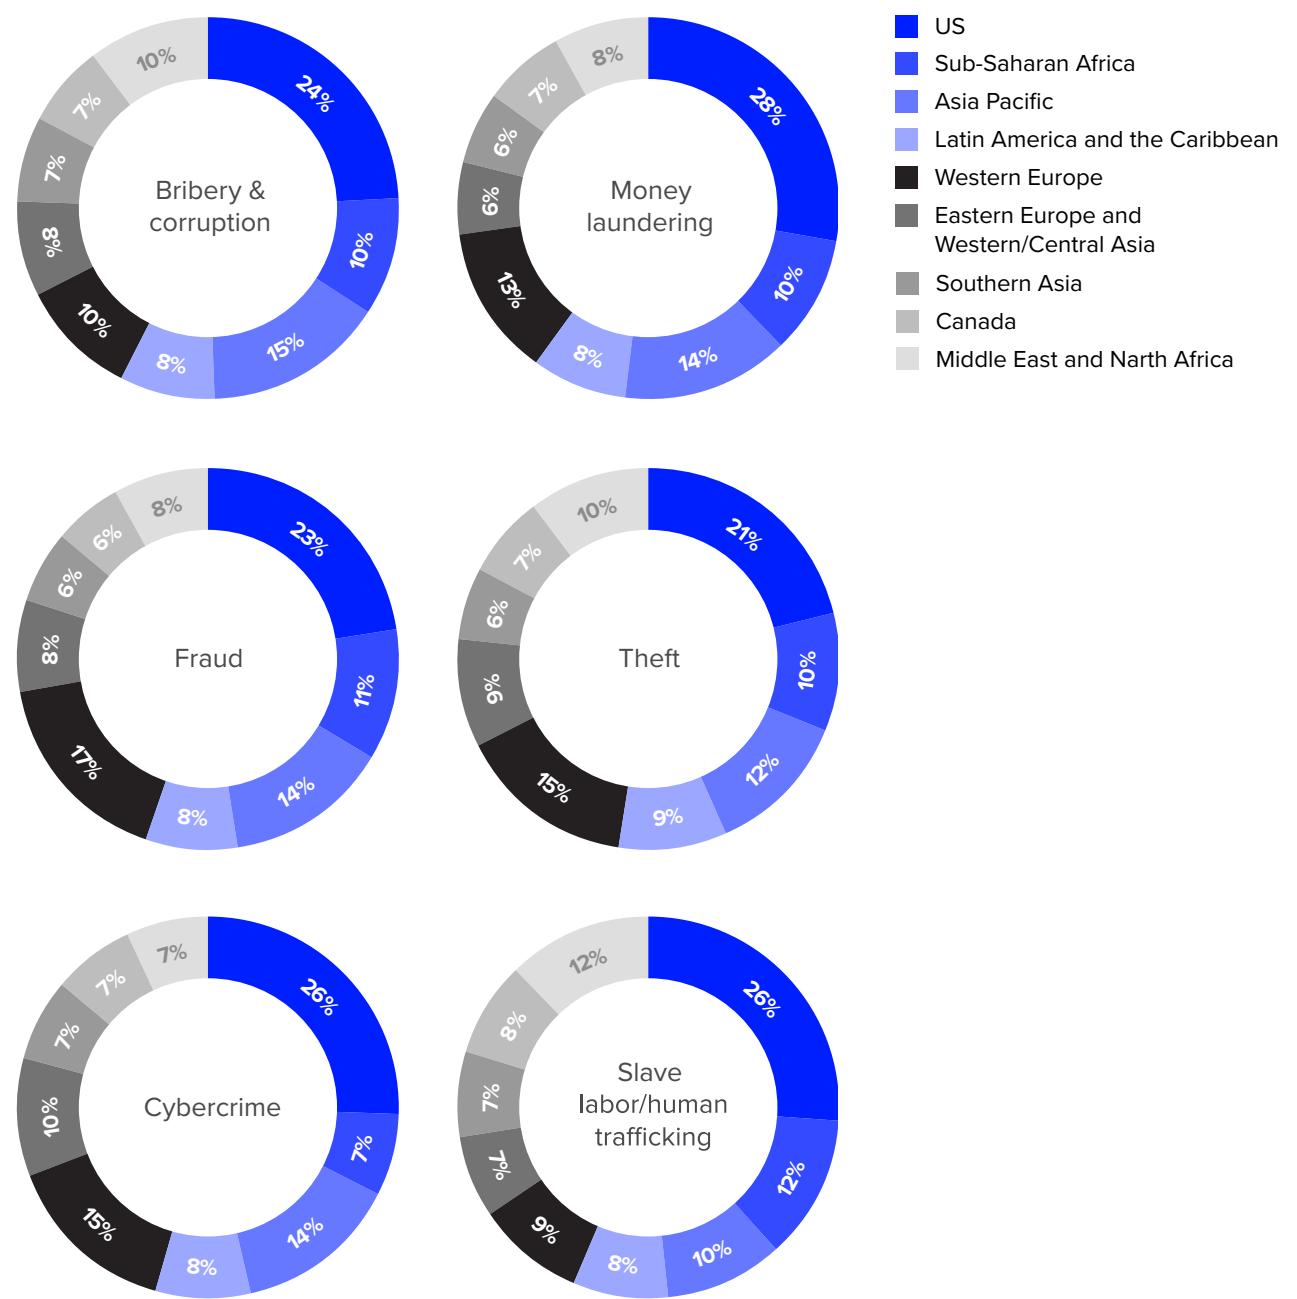 24%
10%
15%
8%
10%
8%
7%
7%
10%
Bribery &
corruption
28%
10%
14%
8%
13%
6%
6%
7%
8%
Money
laundering
US
Sub-Saharan Africa
Asia Pacific
Latin America and the Caribbean
Western Europe
Eastern Europe and
Western/Central Asia
Southern Asia
Canada
Middle East and Narth Africa
23%
11%
14%
8%
17%
8%
6%
6%
8%
Fraud
21%
10%
12%
9%
15%
9%
6%
7%
10%
Theft
26%
7%
14%
8%
15%
10%
7%
7%
7%
Cybercrime
26%
12%
10%
8%
9%
7%
7%
8%
12%
Slave
labor/human
trafficking